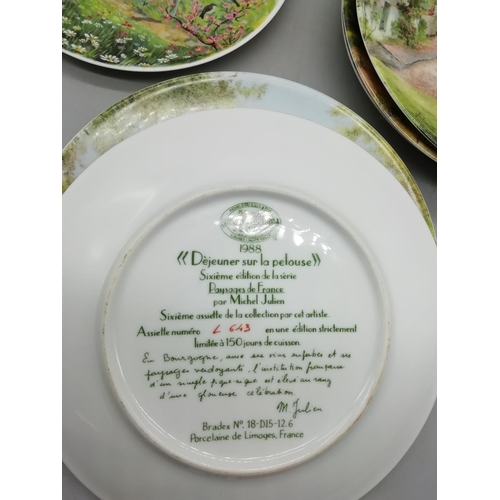 1988
«Dèjeuner sur la pelouse»
Sixième édition de la série
Paysages de France
par Michel Julien
Sixième assiette de la collection par cet artiste.
Assiette numéro L 643 en une édition strictement
limitée à 150 jours de cuisson.
En Bourgogne, avec ses vins superbes et ses
paysages verdoyants, l'institution française
d'un simple pique-nique est élevé au rang
d'une glorieuse célébration.
M. Julien
Bradex Nº. 18-D15-12.6
Porcelaine de Limoges, France